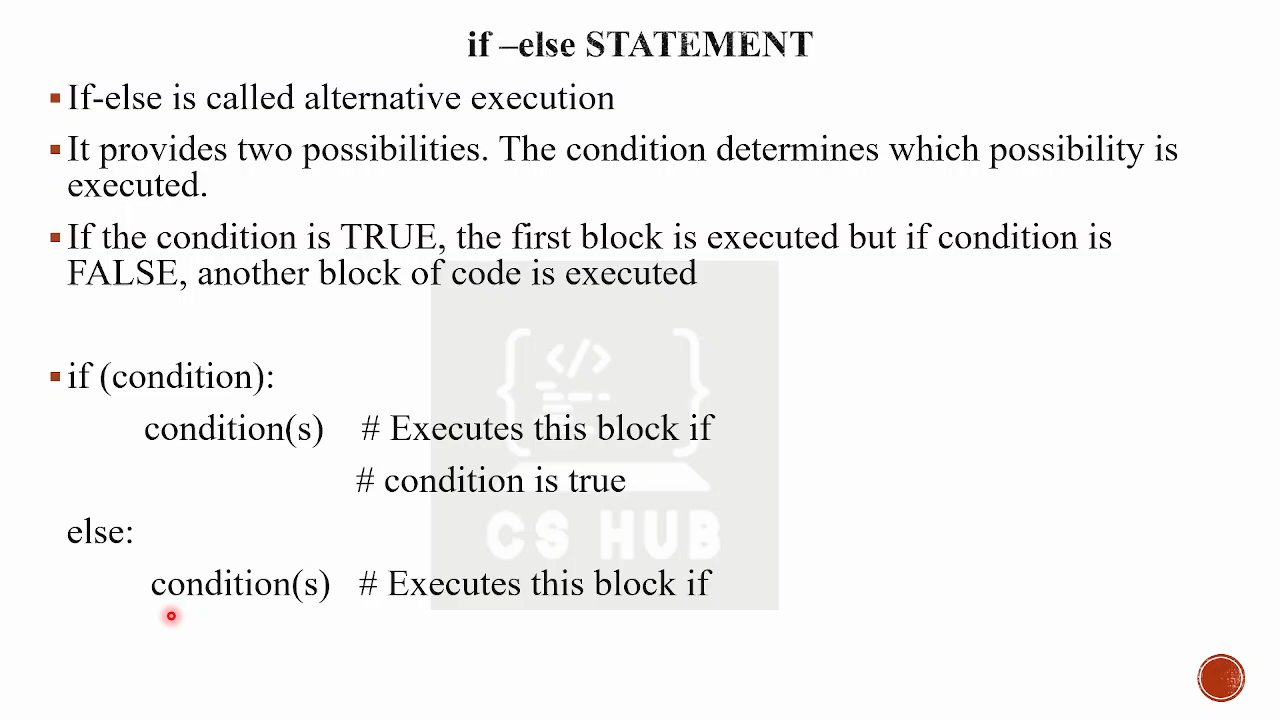 if –else STATEMENT
If-else is called alternative execution
It provides two possibilities. The condition determines which possibility is
executed.
If the condition is TRUE, the first block is executed but if condition is
FALSE, another block of code is executed
if (condition):
condition(s) # Executes this block if
# condition is true
else:
condition(s) # Executes this block if
{ </> }
CS HUB